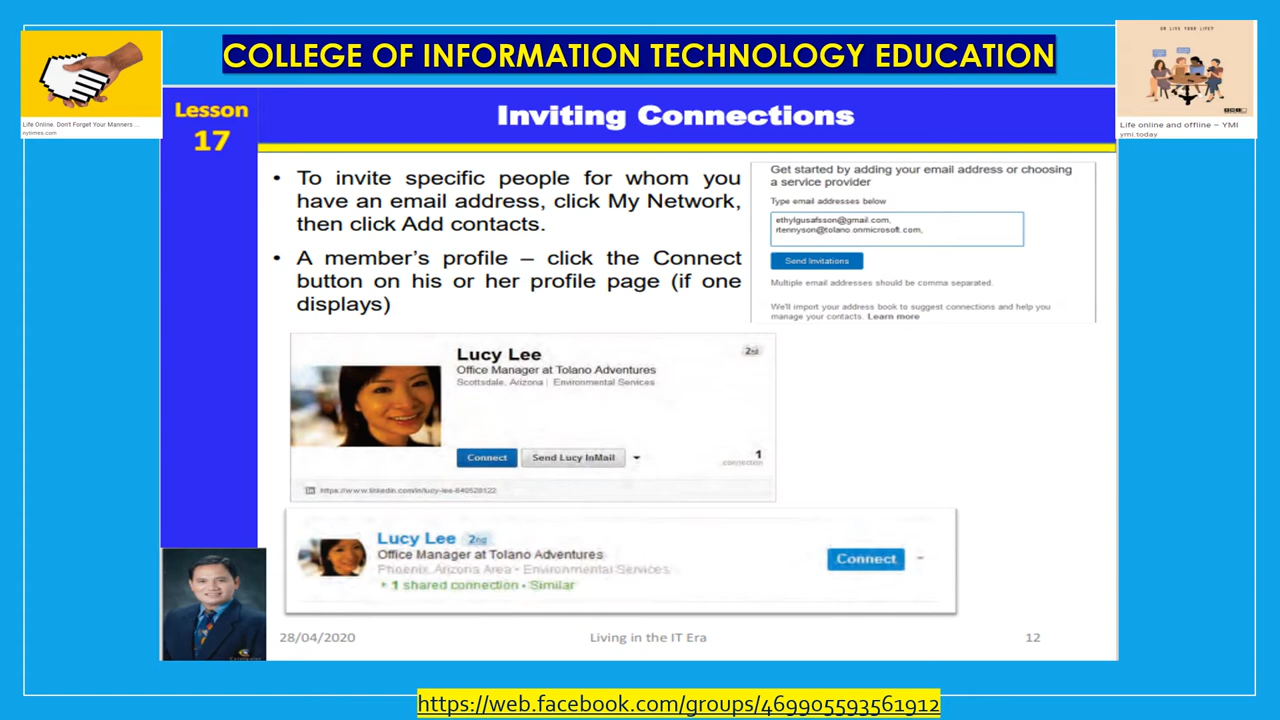 COLLEGE OF INFORMATION TECHNOLOGY EDUCATION
Life Online. Don't Forget Your Manners ...
nytimes.com
OR LIVE YOUR LIFE?
Life online and offline – YMI
ymi.today
Lesson
17
Inviting Connections
• To invite specific people for whom you
have an email address, click My Network,
then click Add contacts.
• A member's profile – click the Connect
button on his or her profile page (if one
displays)
Get started by adding your email address or choosing
a service provider
Type email addresses below
ethylgusafsson@gmail.com,
rtennyson@tolano.onmicrosoft.com,
Send Invitations
Multiple email addresses should be comma separated.
We'll import your address book to suggest connections and help you
manage your contacts. Learn more
Lucy Lee
2nd
Office Manager at Tolano Adventures
Scottsdale, Arizona | Environmental Services
Connect
Send Lucy InMail
1
connection
https://www.linkedin.com/in/lucy-lee-640528122
Lucy Lee 2nd
Office Manager at Tolano Adventures
Phoenix, Arizona Area • Environmental Services
1 shared connection • Similar
Connect
28/04/2020
Living in the IT Era
12
https://web.facebook.com/groups/469905593561912